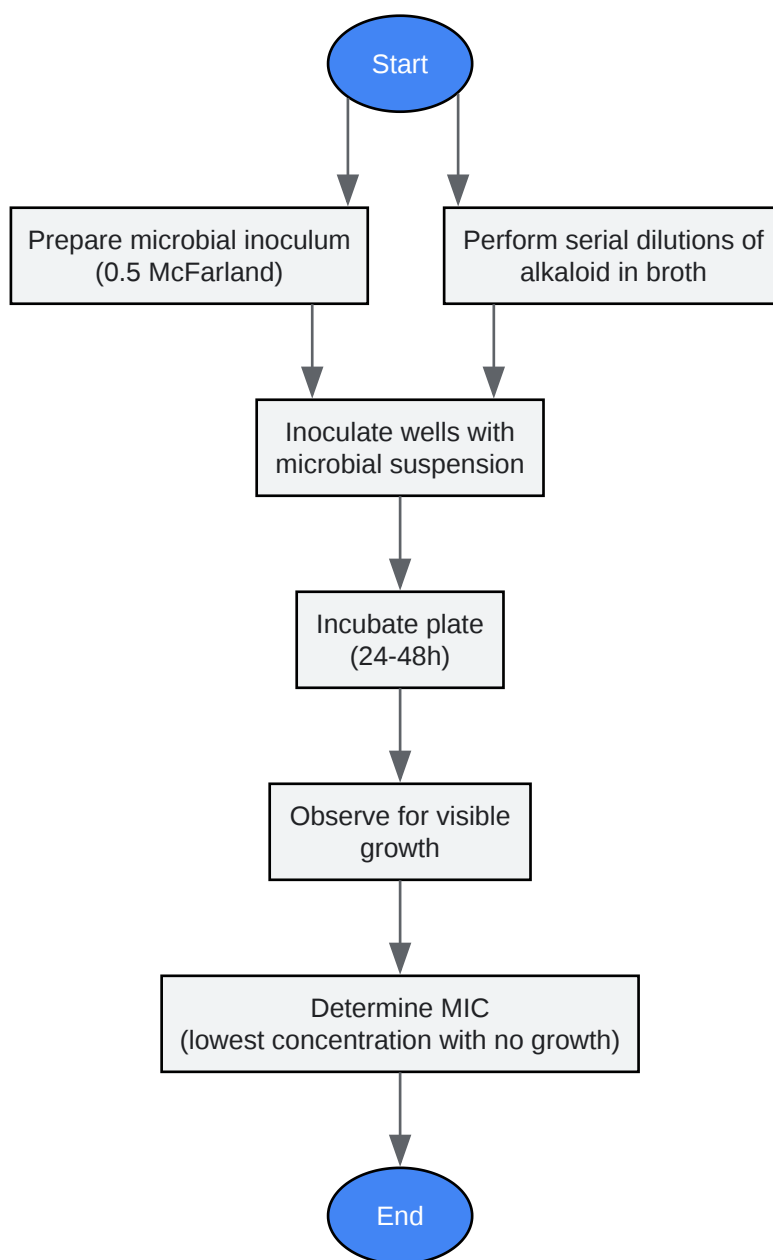 Start
Prepare microbial inoculum
(0.5 McFarland)
Perform serial dilutions of
alkaloid in broth
Inoculate wells with
microbial suspension
Incubate plate
(24-48h)
Observe for visible
growth
Determine MIC
(lowest concentration with no growth)
End